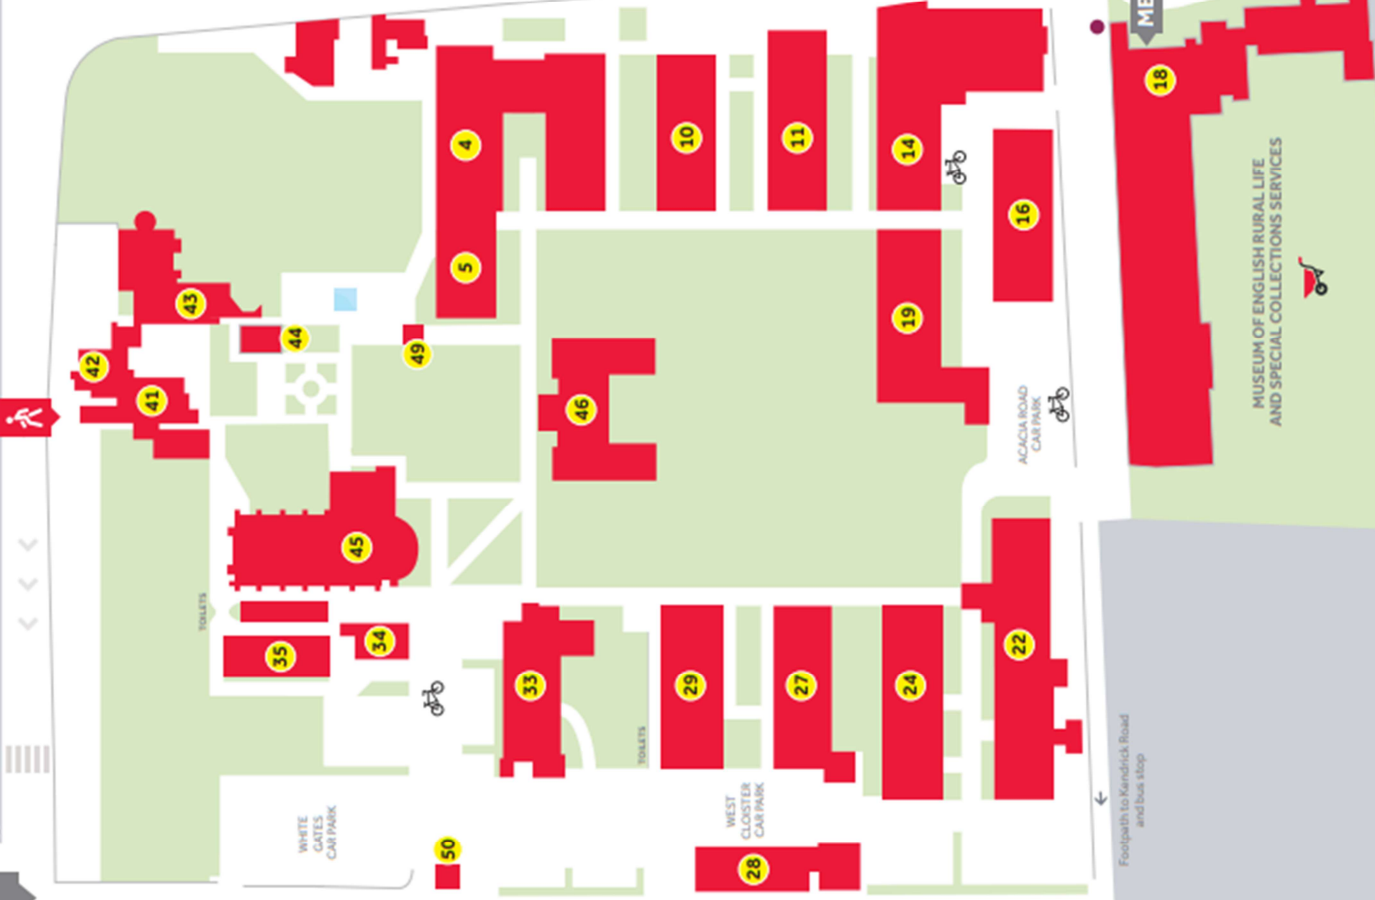 4
5
10
11
14
16
18
19
22
24
27
28
29
33
34
35
41
42
43
44
45
46
49
50
ME
MUSEUM OF ENGLISH RURAL LIFE
AND SPECIAL COLLECTIONS SERVICES
ACACIA ROAD
CAR PARK
TOILETS
TOILETS
WHITE
GATES
CAR PARK
WEST
CLOISTER
CAR PARK
Footpath to Kendrick Road
and bus stop